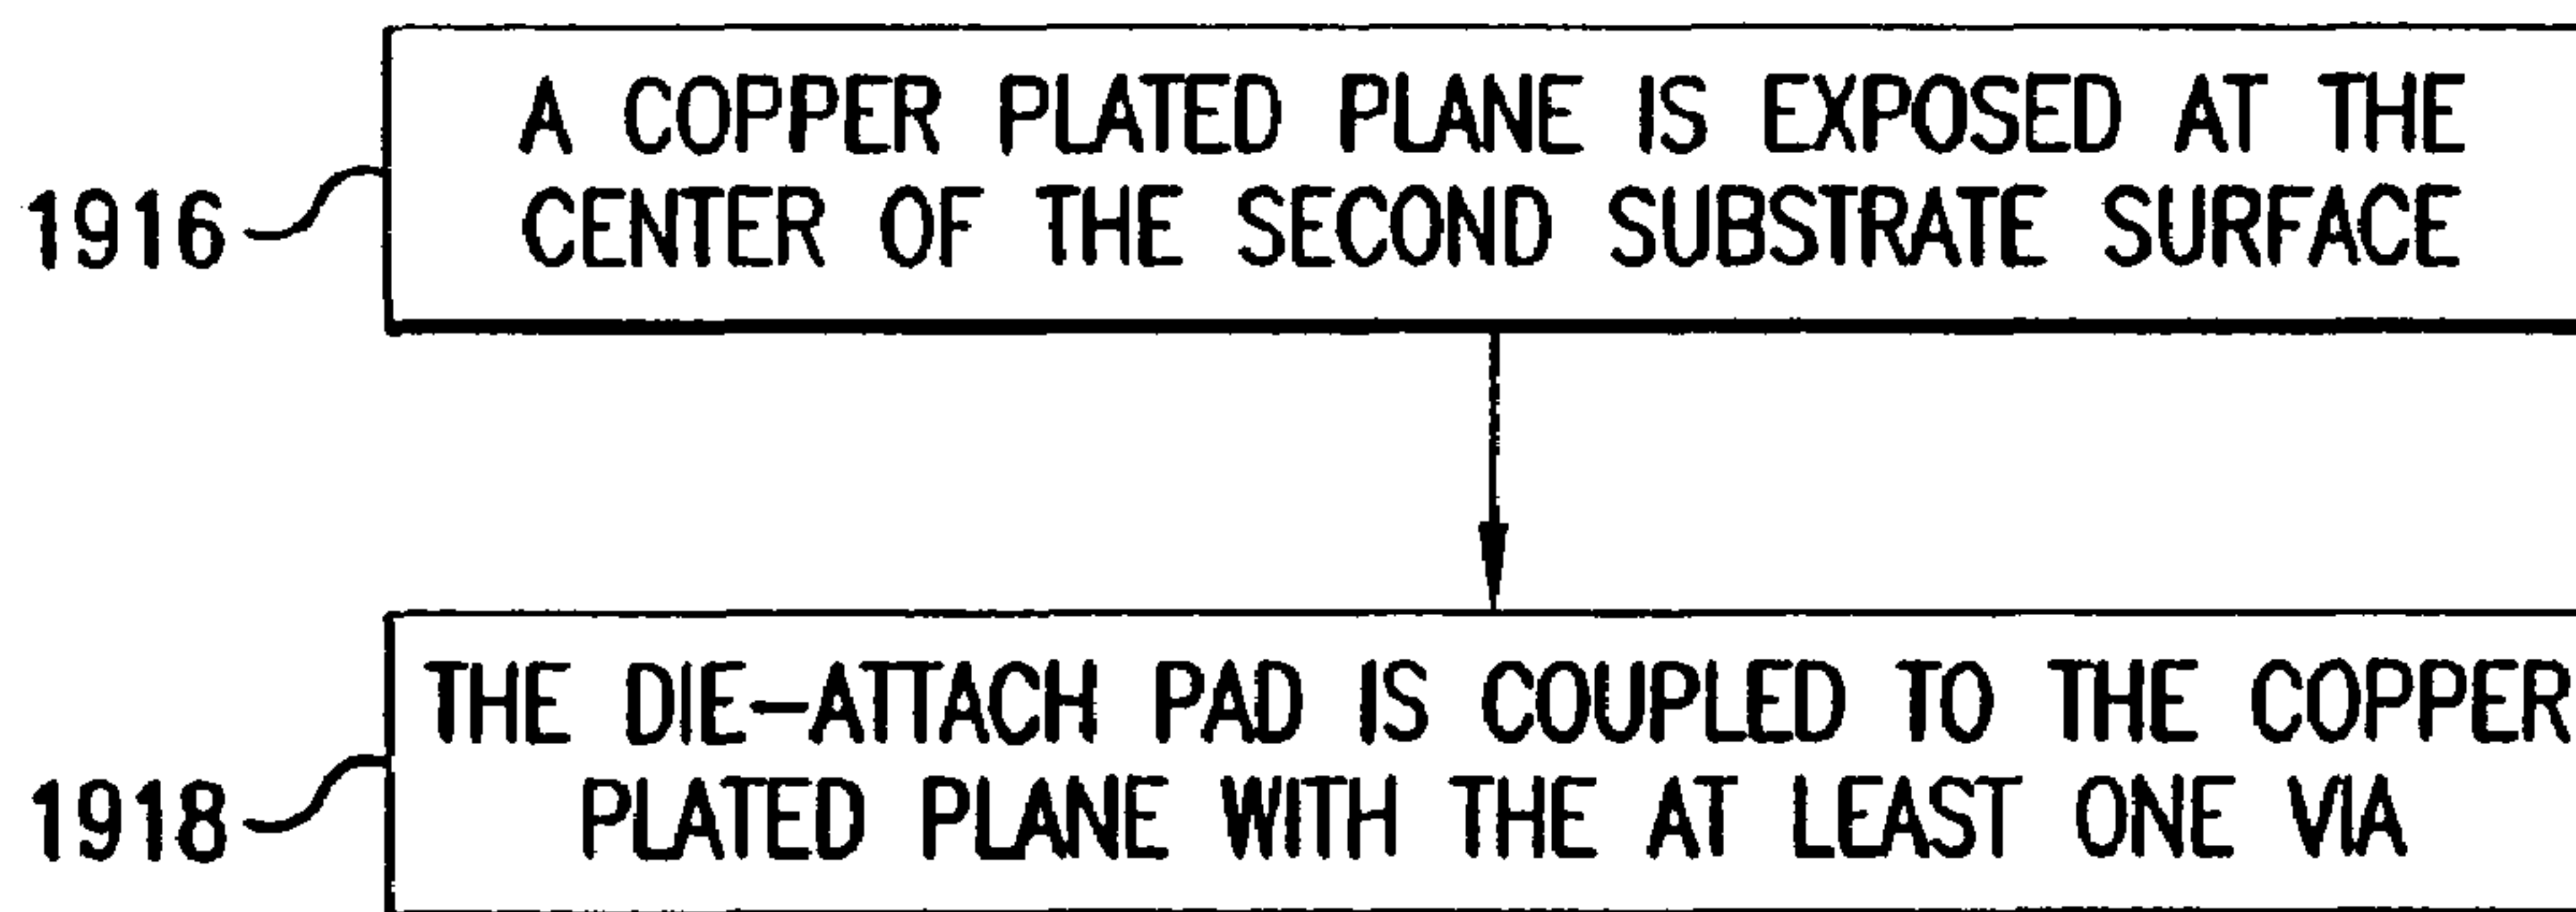 A COPPER PLATED PLANE IS EXPOSED AT THE
CENTER OF THE SECOND SUBSTRATE SURFACE
1916
THE DIE-ATTACH PAD IS COUPLED TO THE COPPER
PLATED PLANE WITH THE AT LEAST ONE VIA
1918